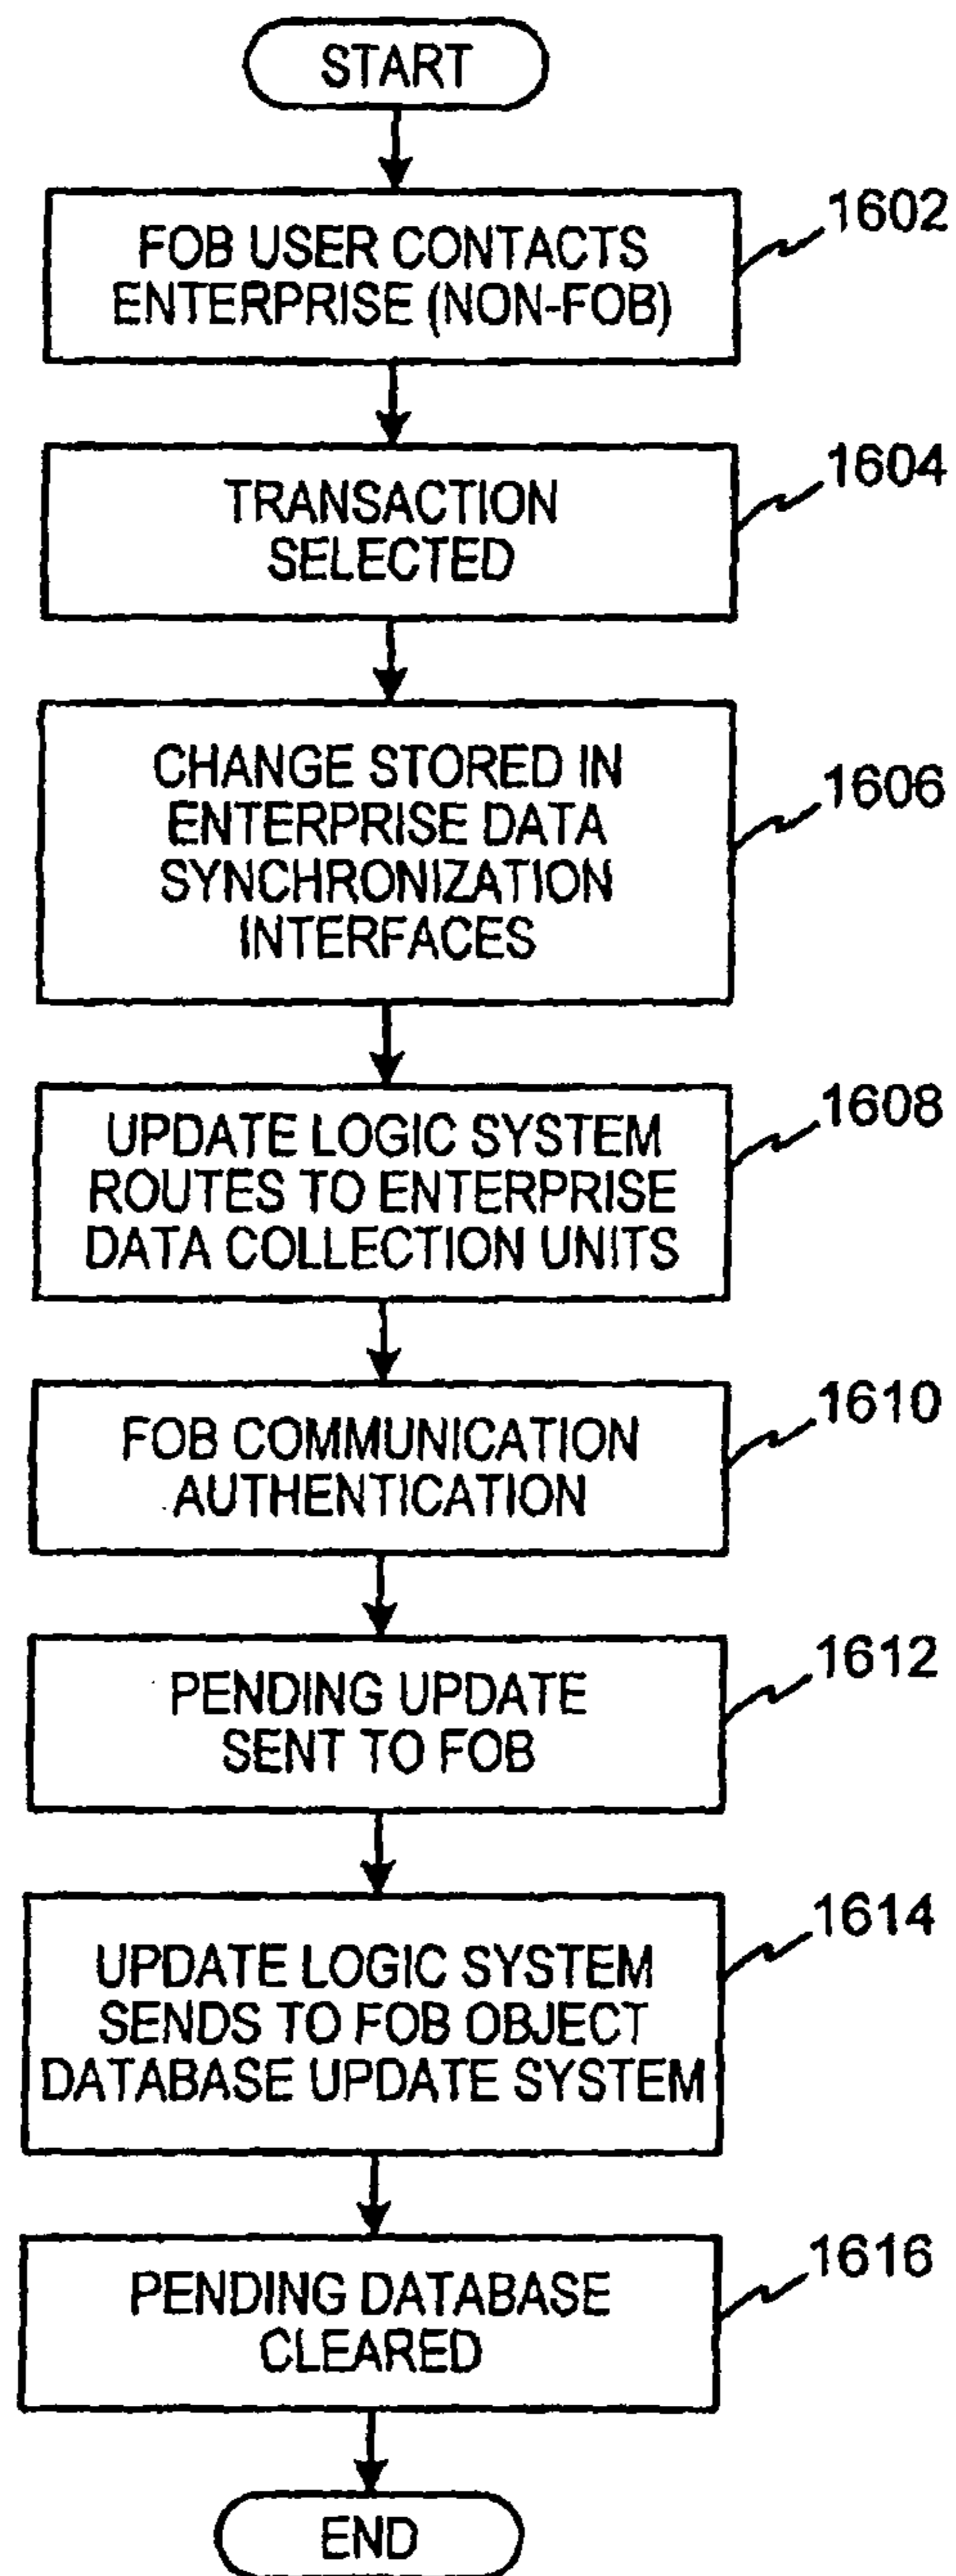 START
FOB USER CONTACTS
ENTERPRISE (NON-FOB)
1602
TRANSACTION
SELECTED
1604
CHANGE STORED IN
ENTERPRISE DATA
SYNCHRONIZATION
INTERFACES
1606
UPDATE LOGIC SYSTEM
ROUTES TO ENTERPRISE
DATA COLLECTION UNITS
1608
FOB COMMUNICATION
AUTHENTICATION
1610
PENDING UPDATE
SENT TO FOB
1612
UPDATE LOGIC SYSTEM
SENDS TO FOB OBJECT
DATABASE UPDATE SYSTEM
1614
PENDING DATABASE
CLEARED
1616
END